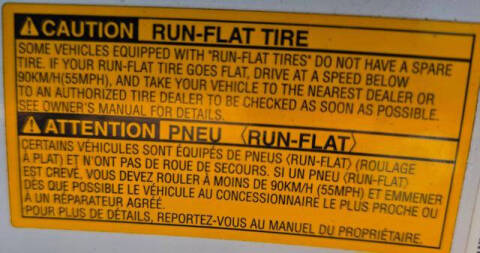 ⚠ CAUTION RUN-FLAT TIRE
SOME VEHICLES EQUIPPED WITH "RUN-FLAT TIRES" DO NOT HAVE A SPARE
TIRE. IF YOUR RUN-FLAT TIRE GOES FLAT, DRIVE AT A SPEED BELOW
90KM/H(55MPH), AND TAKE YOUR VEHICLE TO THE NEAREST DEALER OR
TO AN AUTHORIZED TIRE DEALER TO BE CHECKED AS SOON AS POSSIBLE.
SEE OWNER'S MANUAL FOR DETAILS.
⚠ ATTENTION PNEU 〈RUN-FLAT〉
CERTAINS VÉHICULES SONT ÉQUIPÉS DE PNEUS 〈RUN-FLAT〉 (ROULAGE
À PLAT) ET N'ONT PAS DE ROUE DE SECOURS. SI UN PNEU 〈RUN-FLAT〉
EST CREVÉ, VOUS DEVEZ ROULER À MOINS DE 90KM/H (55MPH) ET EMMENER
DÈS QUE POSSIBLE LE VÉHICULE AU CONCESSIONNAIRE LE PLUS PROCHE OU
À UN RÉPARATEUR AGRÉÉ.
POUR PLUS DE DÉTAILS, REPORTEZ-VOUS AU MANUEL DU PROPRIÉTAIRE.